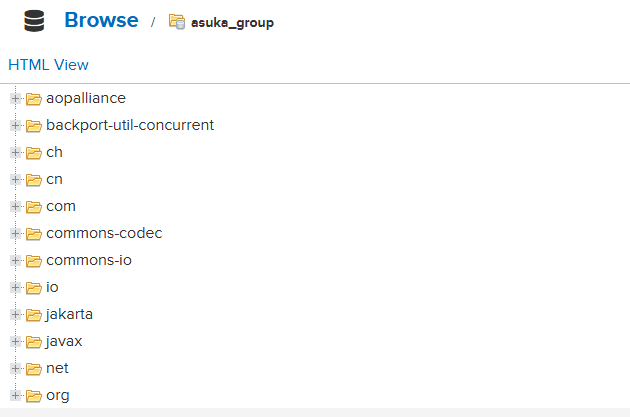 Browse / asuka_group
HTML View
aopalliance
backport-util-concurrent
ch
cn
com
commons-codec
commons-io
io
jakarta
javax
net
org